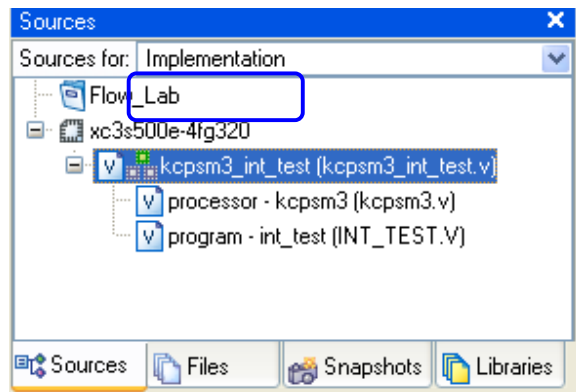 Sources
Sources for: Implementation
Flow_Lab
xc3s500e-4fg320
V kcpsm3_int_test (kcpsm3_int_test.v)
V processor - kcpsm3 (kcpsm3.v)
V program - int_test (INT_TEST.V)
Sources Files Snapshots Libraries